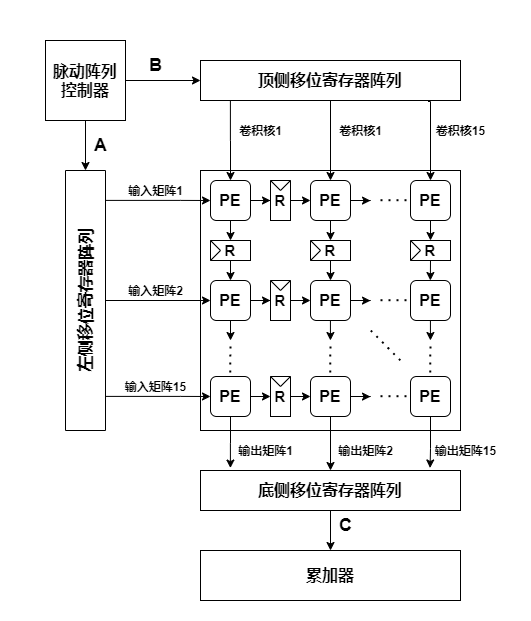 脉动阵列
控制器
B
顶侧移位寄存器阵列
A
卷积核1
卷积核1
卷积核15
左侧移位寄存器阵列
输入矩阵1
PE
R
PE
PE
R
R
R
输入矩阵2
PE
R
PE
PE
输入矩阵15
PE
R
PE
PE
输出矩阵1
输出矩阵2
输出矩阵15
底侧移位寄存器阵列
C
累加器